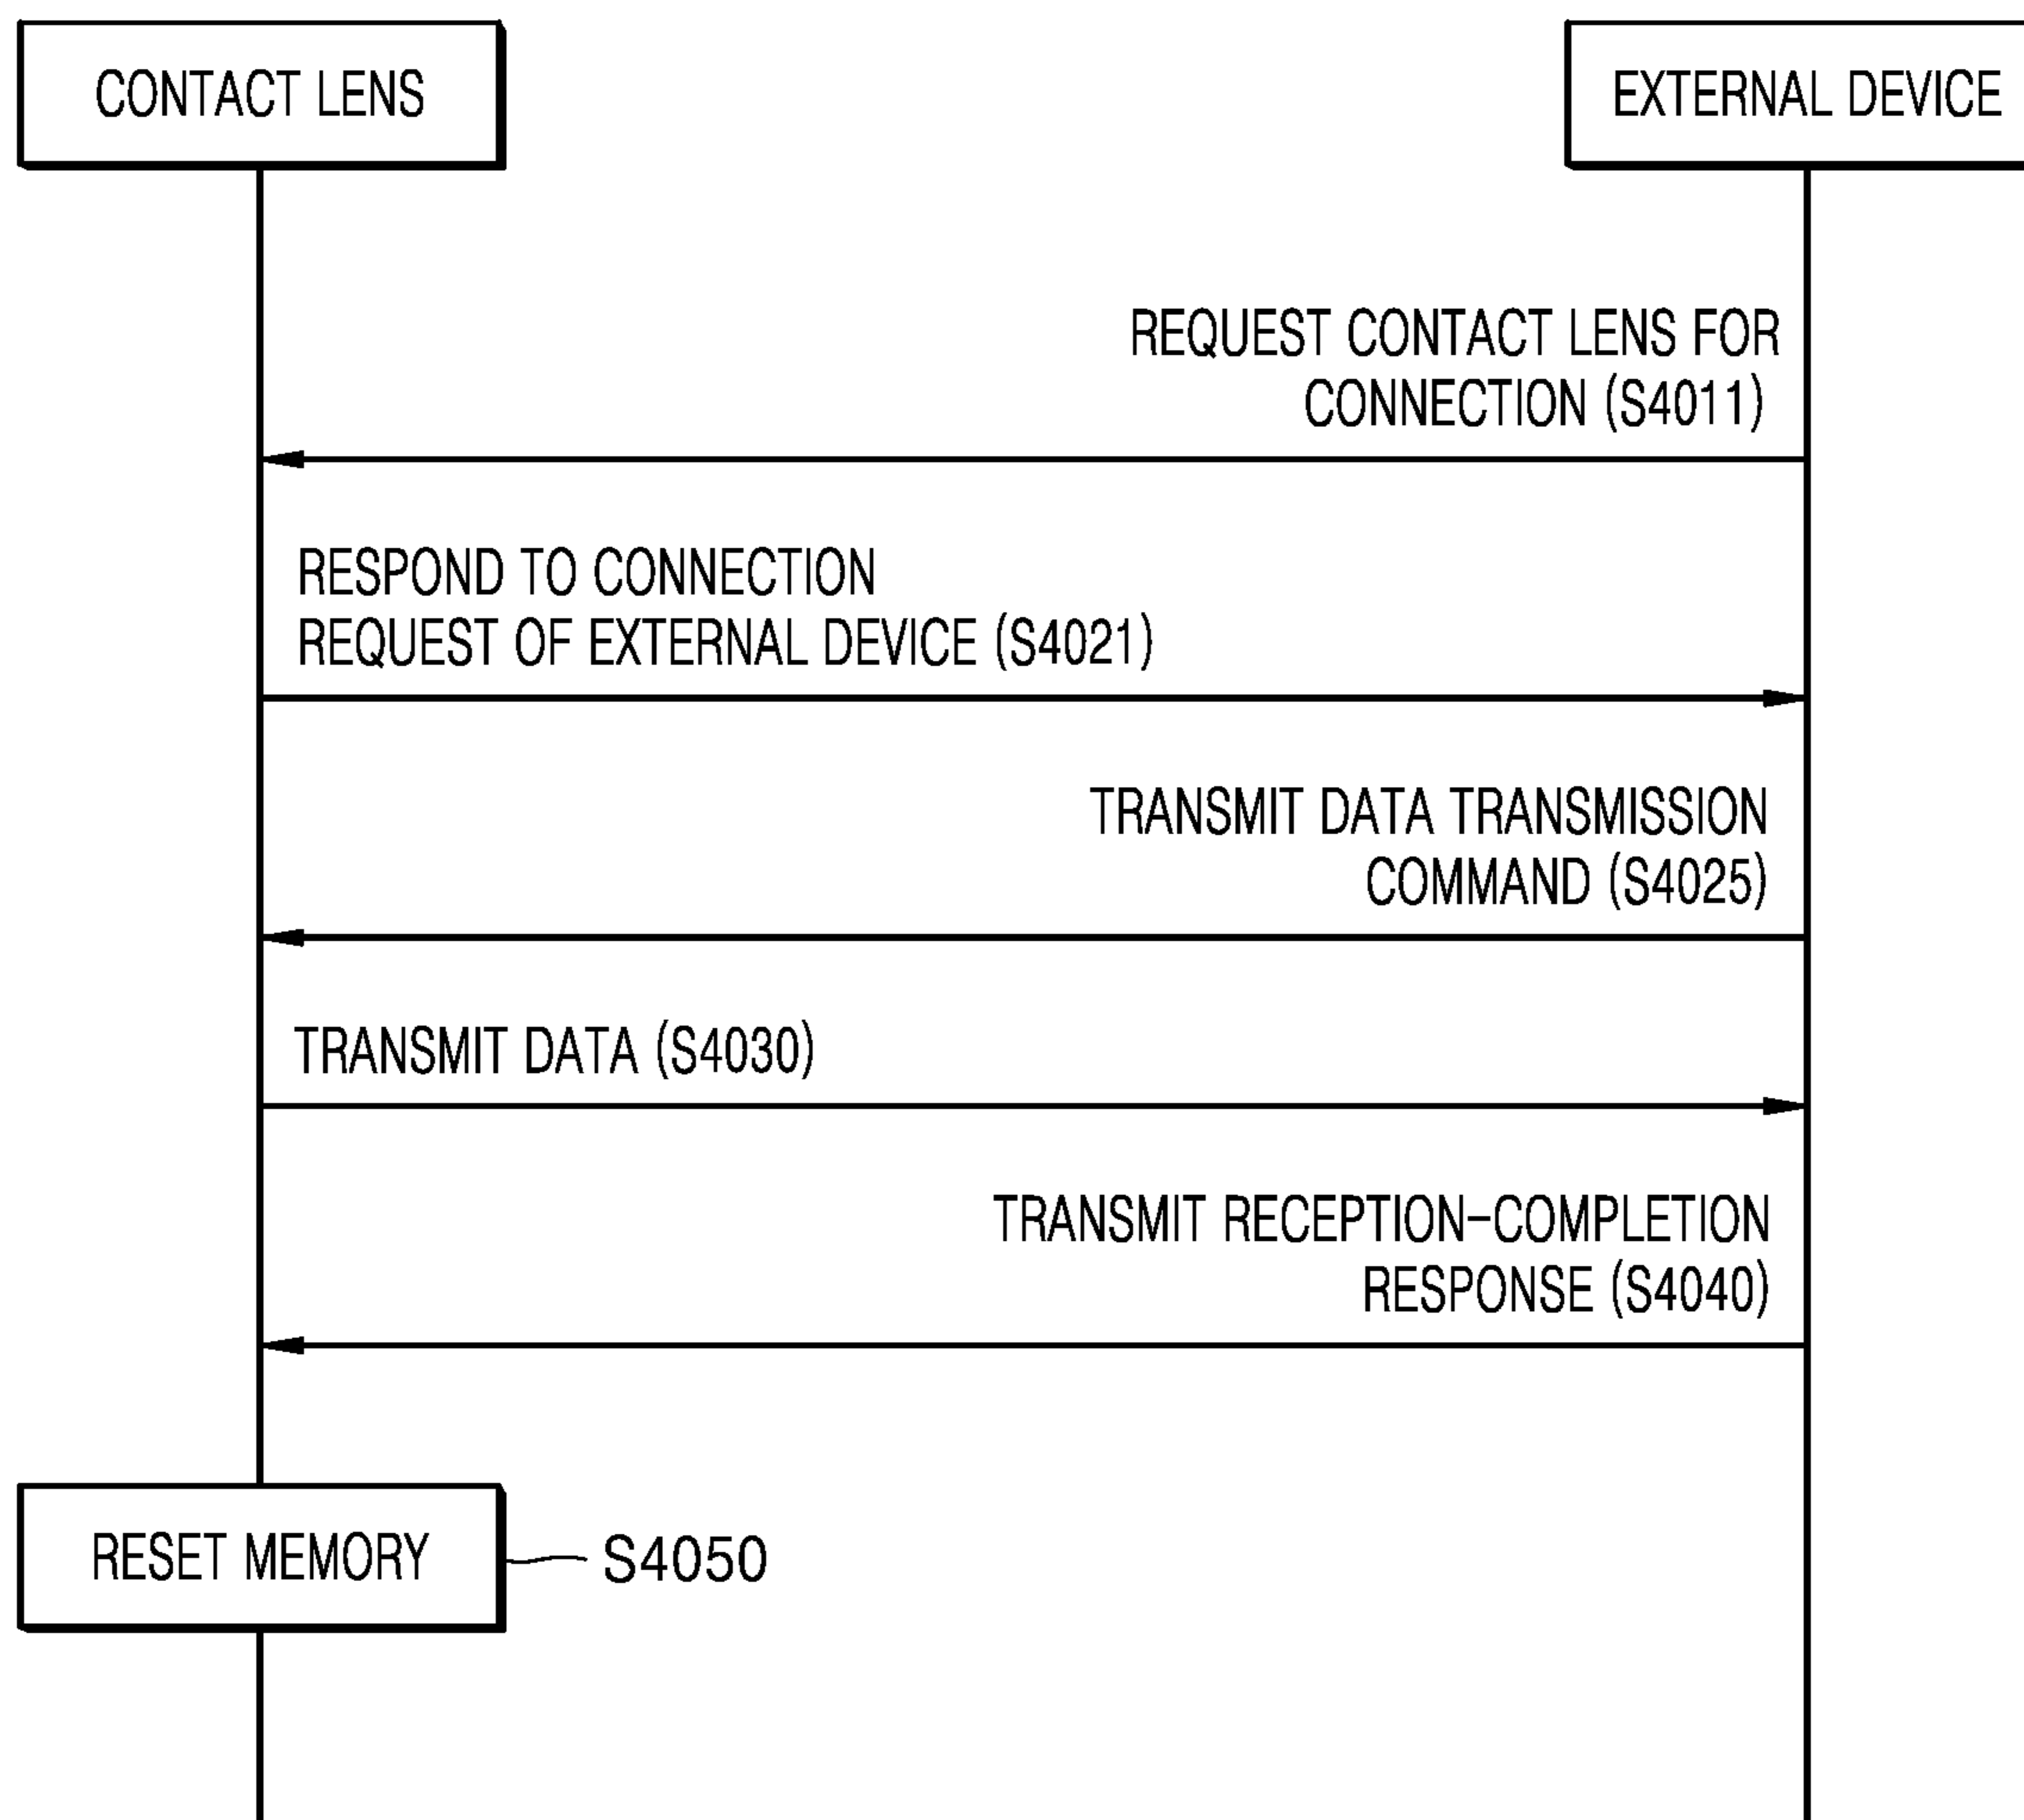 CONTACT LENS
EXTERNAL DEVICE
REQUEST CONTACT LENS FOR
CONNECTION (S4011)
RESPOND TO CONNECTION
REQUEST OF EXTERNAL DEVICE (S4021)
TRANSMIT DATA TRANSMISSION
COMMAND (S4025)
TRANSMIT DATA (S4030)
TRANSMIT RECEPTION-COMPLETION
RESPONSE (S4040)
RESET MEMORY
S4050